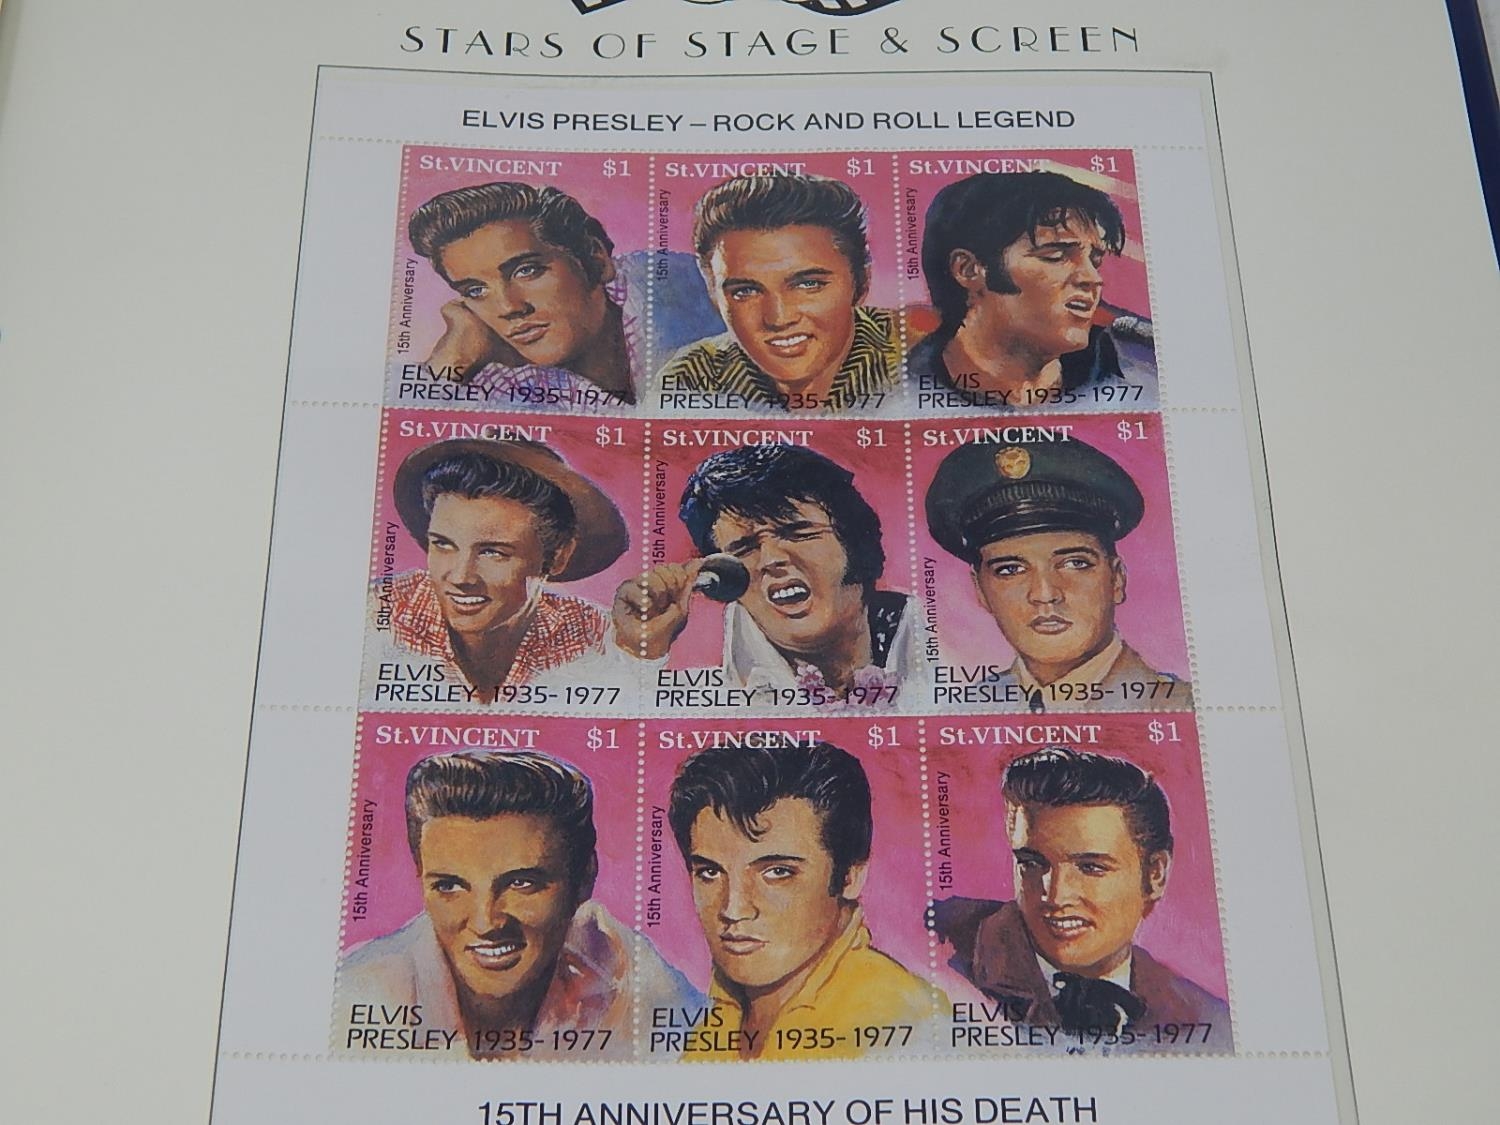 STARS OF STAGE & SCREEN
ELVIS PRESLEY – ROCK AND ROLL LEGEND
St.VINCENT $1
15th Anniversary
ELVIS
PRESLEY 1935-1977
St.VINCENT $1
15th Anniversary
ELVIS
PRESLEY 1935-1977
St.VINCENT $1
15th Anniversary
ELVIS
PRESLEY 1935-1977
St.VINCENT $1
15th Anniversary
ELVIS
PRESLEY 1935-1977
St.VINCENT $1
15th Anniversary
ELVIS
PRESLEY 1935-1977
St.VINCENT $1
15th Anniversary
ELVIS
PRESLEY 1935-1977
St.VINCENT $1
15th Anniversary
ELVIS
PRESLEY 1935-1977
St.VINCENT $1
15th Anniversary
ELVIS
PRESLEY 1935-1977
St.VINCENT $1
15th Anniversary
ELVIS
PRESLEY 1935-1977
15TH ANNIVERSARY OF HIS DEATH